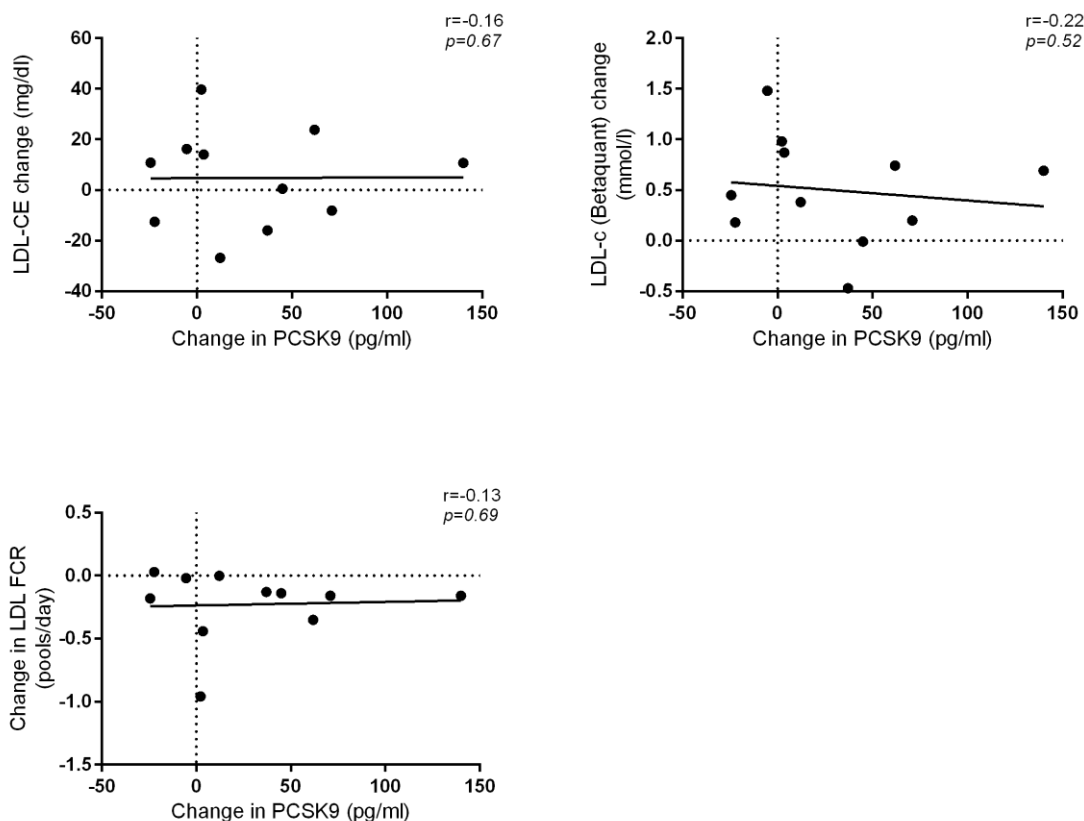 r=-0.16
p=0.67
LDL-CE change (mg/dl)
60
40
20
0
-20
-40
-50
0
50
100
150
Change in PCSK9 (pg/ml)
r=-0.22
p=0.52
LDL-c (Betaquant) change
(mmol/l)
2.0
1.5
1.0
0.5
0.0
-0.5
-50
0
50
100
150
Change in PCSK9 (pg/ml)
r=-0.13
p=0.69
Change in LDL FCR
(pools/day)
0.5
0.0
-0.5
-1.0
-1.5
-50
0
50
100
150
Change in PCSK9 (pg/ml)